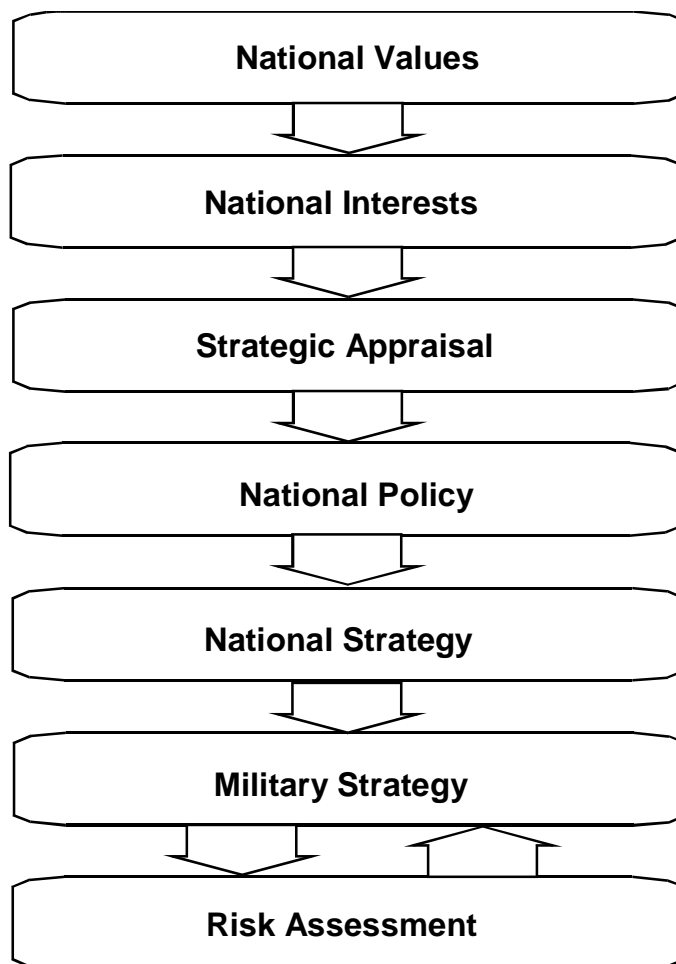 National Values
National Interests
Strategic Appraisal
National Policy
National Strategy
Military Strategy
Risk Assessment